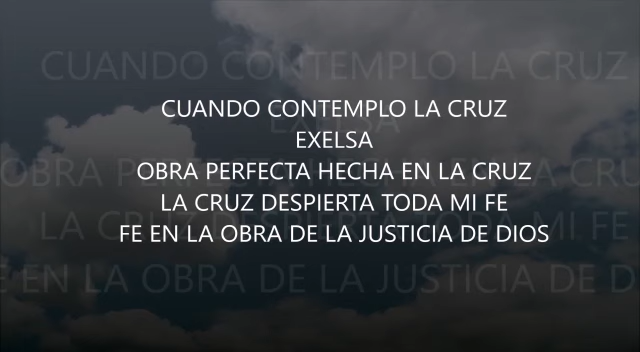 CUANDO CONTEMPLO LA CRUZ
EXELSA
OBRA PERFECTA HECHA EN LA CRUZ
LA CRUZ DESPIERTA TODA MI FE
FE EN LA OBRA DE LA JUSTICIA DE DIOS